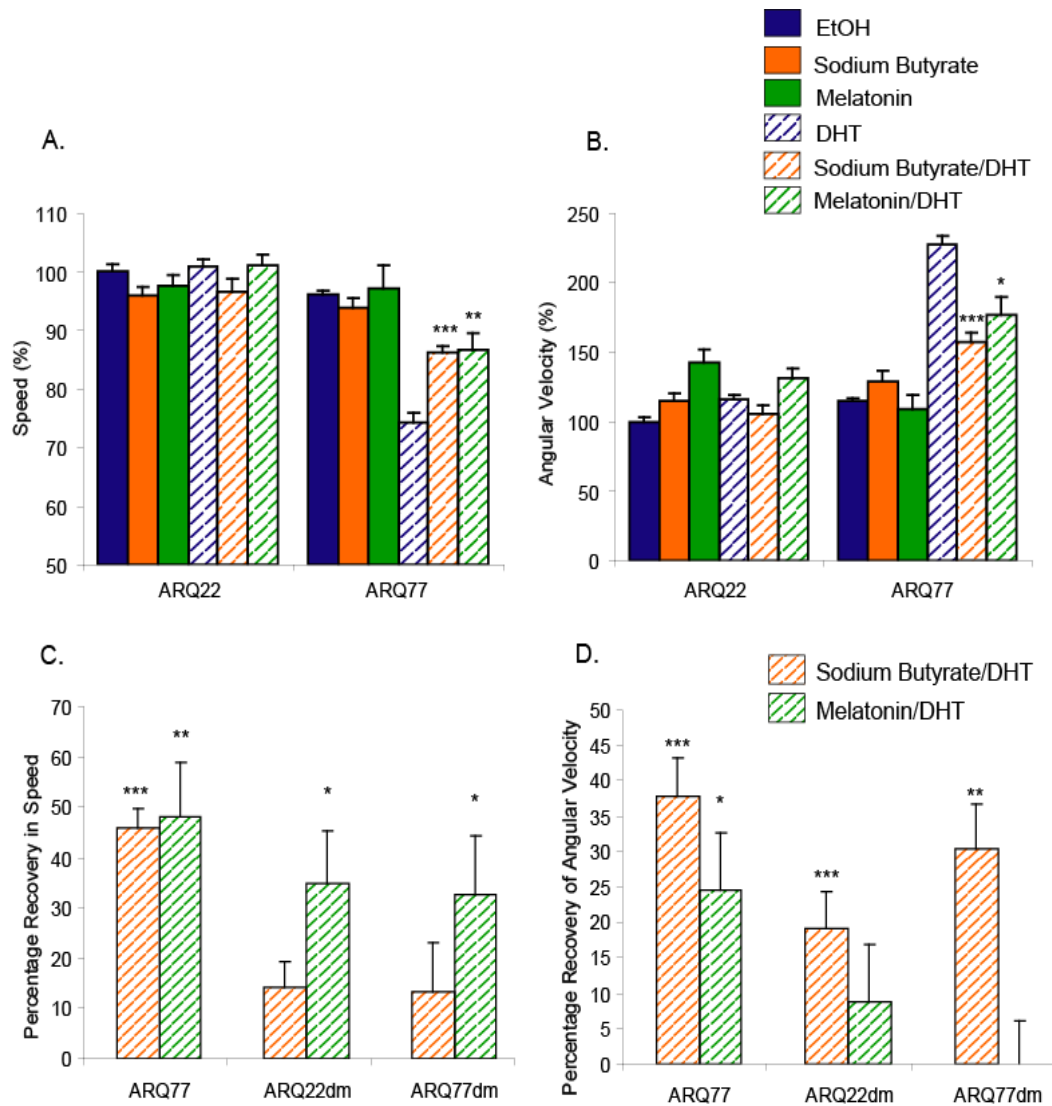 EtOH
Sodium Butyrate
Melatonin
DHT
Sodium Butyrate/DHT
Melatonin/DHT
A.
Speed (%)
110
100
90
80
70
60
50
***
**
ARQ22
ARQ77
B.
Angular Velocity (%)
250
200
150
100
50
0
***
*
ARQ22
ARQ77
C.
Percentage Recovery in Speed
70
60
50
40
30
20
10
0
***
**
*
*
ARQ77
ARQ22dm
ARQ77dm
D.
Sodium Butyrate/DHT
Melatonin/DHT
Percentage Recovery of Angular Velocity
50
45
40
35
30
25
20
15
10
5
0
***
*
***
**
ARQ77
ARQ22dm
ARQ77dm